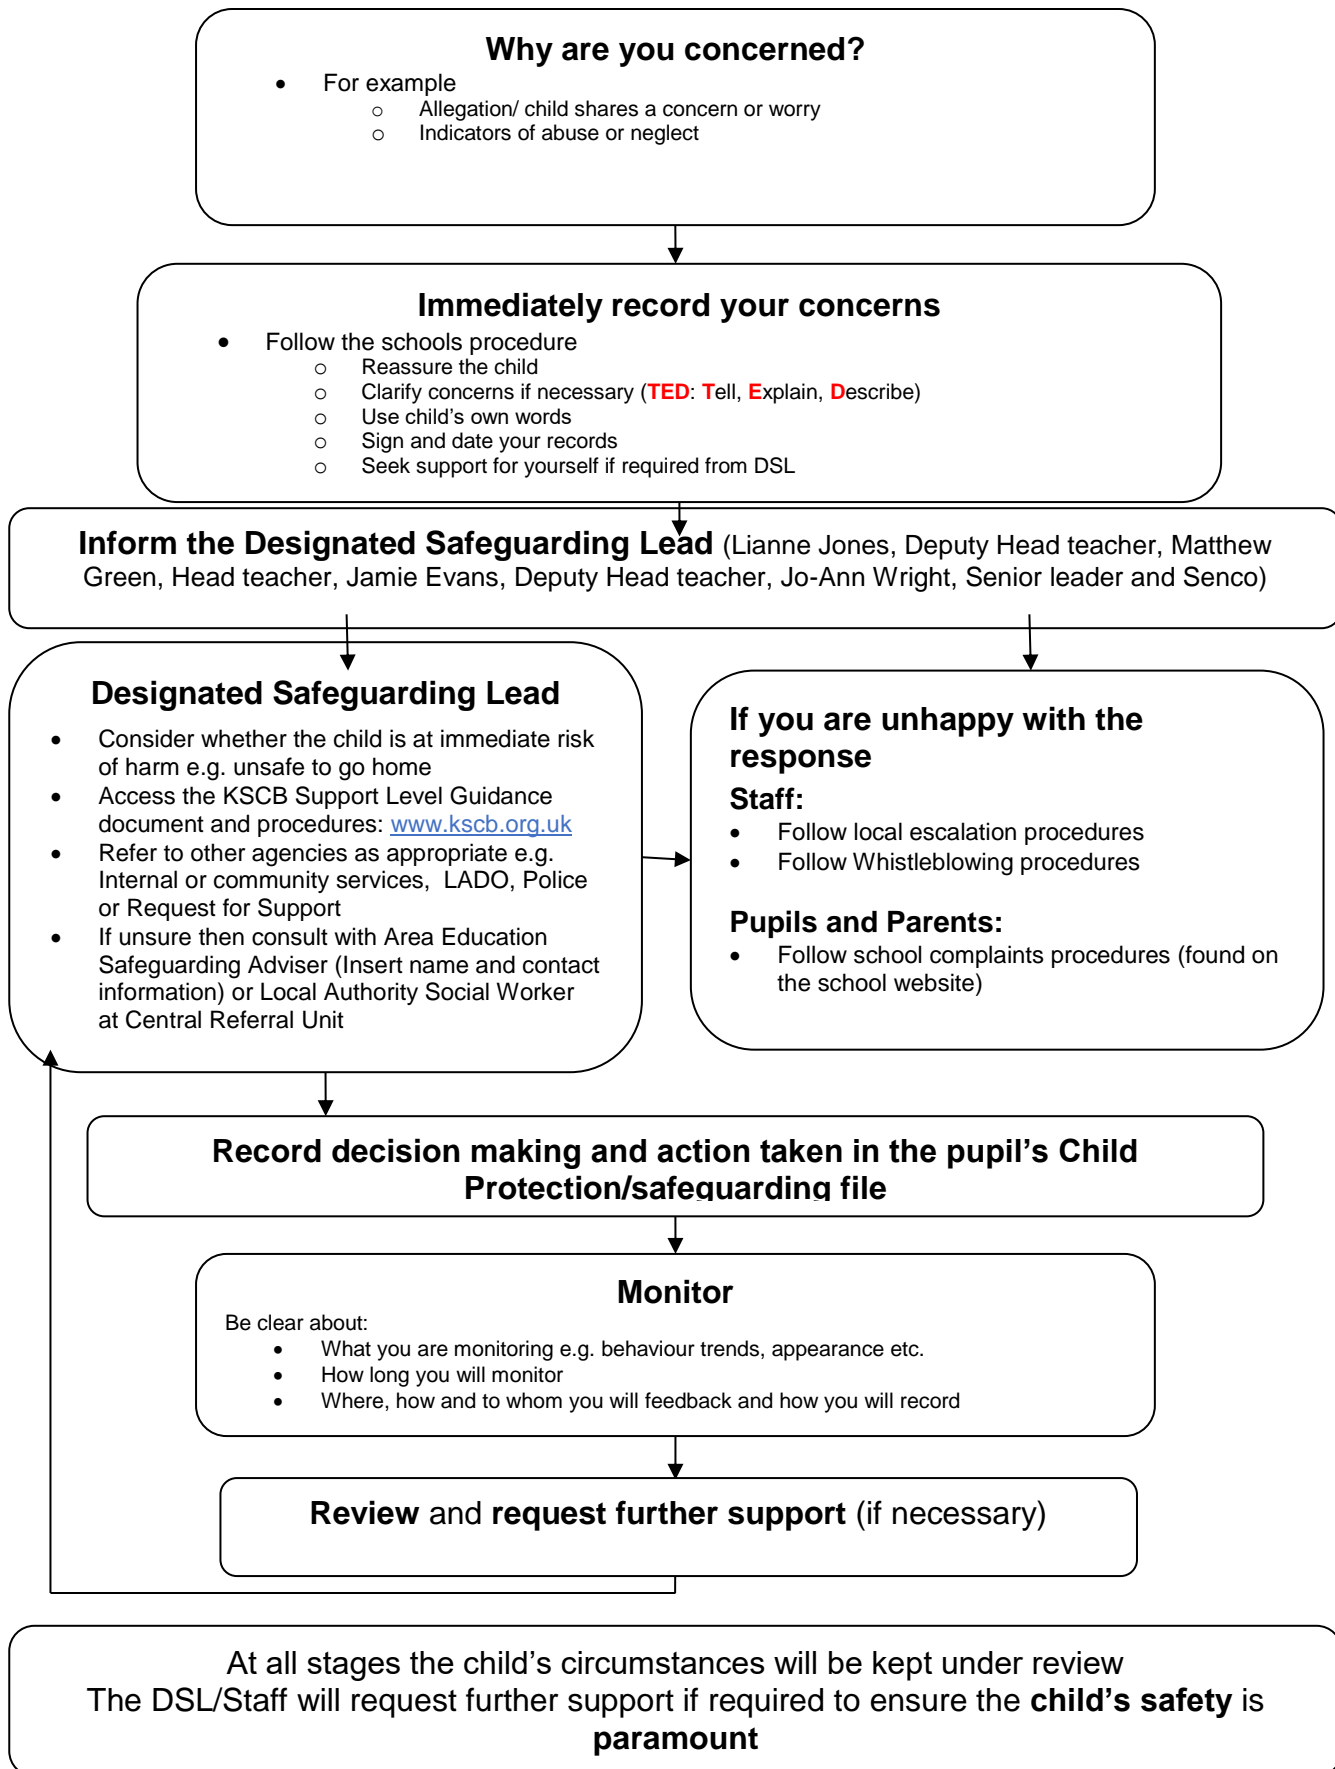 Why are you concerned?
• For example
o Allegation/ child shares a concern or worry
o Indicators of abuse or neglect
Immediately record your concerns
• Follow the schools procedure
o Reassure the child
o Clarify concerns if necessary (TED: Tell, Explain, Describe)
o Use child’s own words
o Sign and date your records
o Seek support for yourself if required from DSL
Inform the Designated Safeguarding Lead (Lianne Jones, Deputy Head teacher, Matthew
Green, Head teacher, Jamie Evans, Deputy Head teacher, Jo-Ann Wright, Senior leader and Senco)
Designated Safeguarding Lead
• Consider whether the child is at immediate risk
of harm e.g. unsafe to go home
• Access the KSCB Support Level Guidance
document and procedures: www.kscb.org.uk
• Refer to other agencies as appropriate e.g.
Internal or community services, LADO, Police
or Request for Support
• If unsure then consult with Area Education
Safeguarding Adviser (Insert name and contact
information) or Local Authority Social Worker
at Central Referral Unit
If you are unhappy with the
response
Staff:
• Follow local escalation procedures
• Follow Whistleblowing procedures
Pupils and Parents:
• Follow school complaints procedures (found on
the school website)
Record decision making and action taken in the pupil’s Child
Protection/safeguarding file
Monitor
Be clear about:
• What you are monitoring e.g. behaviour trends, appearance etc.
• How long you will monitor
• Where, how and to whom you will feedback and how you will record
Review and request further support (if necessary)
At all stages the child’s circumstances will be kept under review
The DSL/Staff will request further support if required to ensure the child’s safety is
paramount